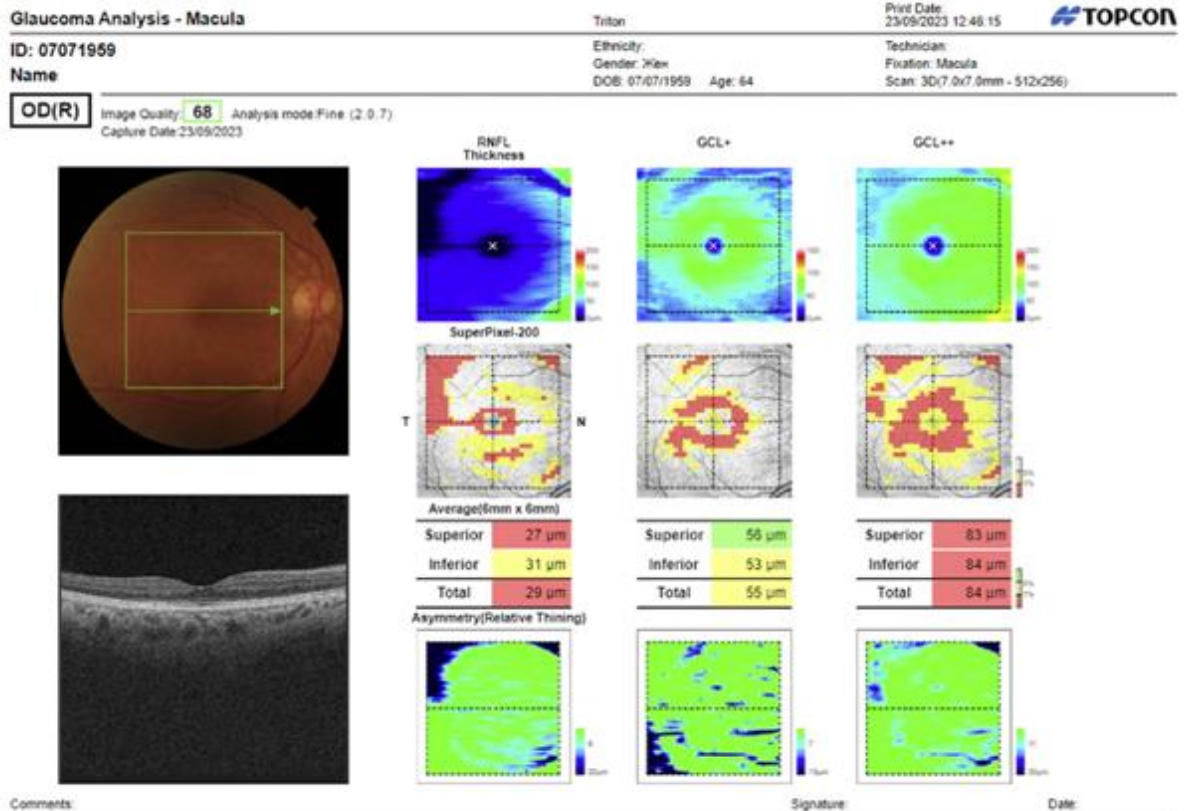 Glaucoma Analysis - Macula
Triton
Print Date:
23/09/2023 12:46:15
TOPCON
ID: 07071959
Name
Ethnicity:
Gender: Жен
DOB: 07/07/1959 Age: 64
Technician:
Fixation: Macula
Scan: 3D(7.0x7.0mm - 512x256)
OD(R)
Image Quality: 68 Analysis mode:Fine (2.0.7)
Capture Date:23/09/2023
RNFL
Thickness
GCL+
GCL++
SuperPixel-200
T
N
Average(6mm x 6mm)
Superior 27 µm
Inferior 31 µm
Total 29 µm
Superior 56 µm
Inferior 53 µm
Total 55 µm
Superior 83 µm
Inferior 84 µm
Total 84 µm
Asymmetry(Relative Thining)
Comments:
Signature:
Date: